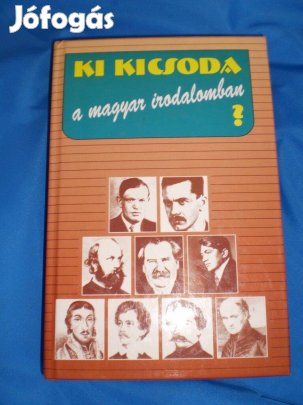 Jófogás
KI KICSODA
a magyar irodalomban
?